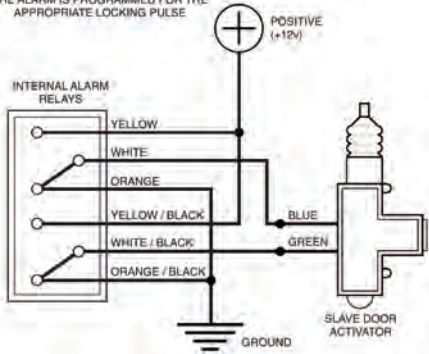 APPROPRIATE LOCKING PULSE
POSITIVE
(+12v)
INTERNAL ALARM
RELAYS
YELLOW
WHITE
ORANGE
YELLOW / BLACK
WHITE / BLACK
ORANGE / BLACK
BLUE
GREEN
SLAVE DOOR
ACTIVATOR
GROUND